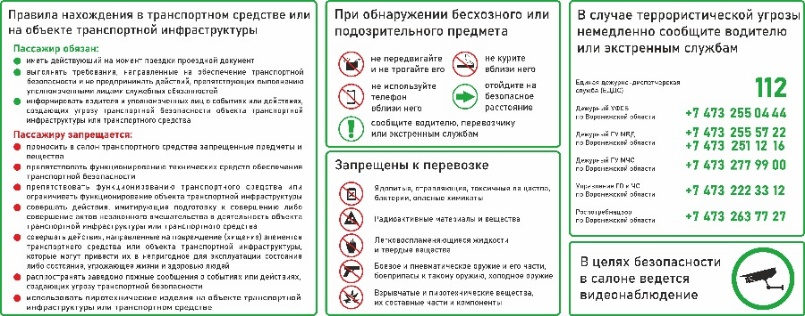 Правила нахождения в транспортном средстве или
на объекте транспортной инфраструктуры
Пассажир обязан:
иметь действующий на момент поездки проездной документ
выполнять требования, направленные на обеспечение транспортной
безопасности и не предпринимать действий, препятствующих выполнению
уполномоченными лицами служебных обязанностей
информировать водителя и уполномоченных лиц о событиях или действиях,
создающих угрозу транспортной безопасности объекта транспортной
инфраструктуры или транспортного средства
Пассажиру запрещается:
проносить в салон транспортного средства запрещенные предметы и
вещества
препятствовать функционированию технических средств обеспечения
транспортной безопасности
препятствовать функционированию транспортного средства или
ограничивать функционирование объекта транспортной инфраструктуры
совершать действия, имитирующие подготовку к совершению либо
совершение актов незаконного вмешательства в деятельность объекта
транспортной инфраструктуры или транспортного средства
совершать действия, направленные на повреждение (хищение) элементов
транспортного средства или объекта транспортной инфраструктуры,
которые могут привести их в непригодное для эксплуатации состояние
либо состояние, угрожающее жизни и здоровью людей
распространять заведомо ложные сообщения о событиях или действиях,
создающих угрозу транспортной безопасности
использовать пиротехнические изделия на объекте транспортной
инфраструктуры или транспортном средстве
При обнаружении бесхозного или
подозрительного предмета
не передвигайте
и не трогайте его
не курите
вблизи него
не используйте
телефон
вблизи него
отойдите на
безопасное
расстояние
сообщите водителю, перевозчику
или экстренным службам
Запрещены к перевозке
Ядовитые, отравляющие, токсичные вещества,
бактерии, опасные химикаты
Радиоактивные материалы и вещества
Легковоспламеняющиеся жидкости
и твердые вещества
Боевое и пневматическое оружие и его части,
боеприпасы к такому оружию, холодное оружие
Взрывчатые и пиротехнические вещества,
их составные части и компоненты
В случае террористической угрозы
немедленно сообщите водителю
или экстренным службам
Единая дежурно-диспетчерская
служба (ЕДДС)
112
Дежурный УФСБ
по Воронежской области
+7 473 255 04 44
Дежурный ГУ МВД
по Воронежской области
+7 473 255 57 22
+7 473 251 12 16
Дежурный ГУ МЧС
по Воронежской области
+7 473 277 99 00
Управление ГО и ЧС
по Воронежской области
+7 473 222 33 12
Роспотребнадзор
по Воронежской области
+7 473 263 77 27
В целях безопасности
в салоне ведется
видеонаблюдение